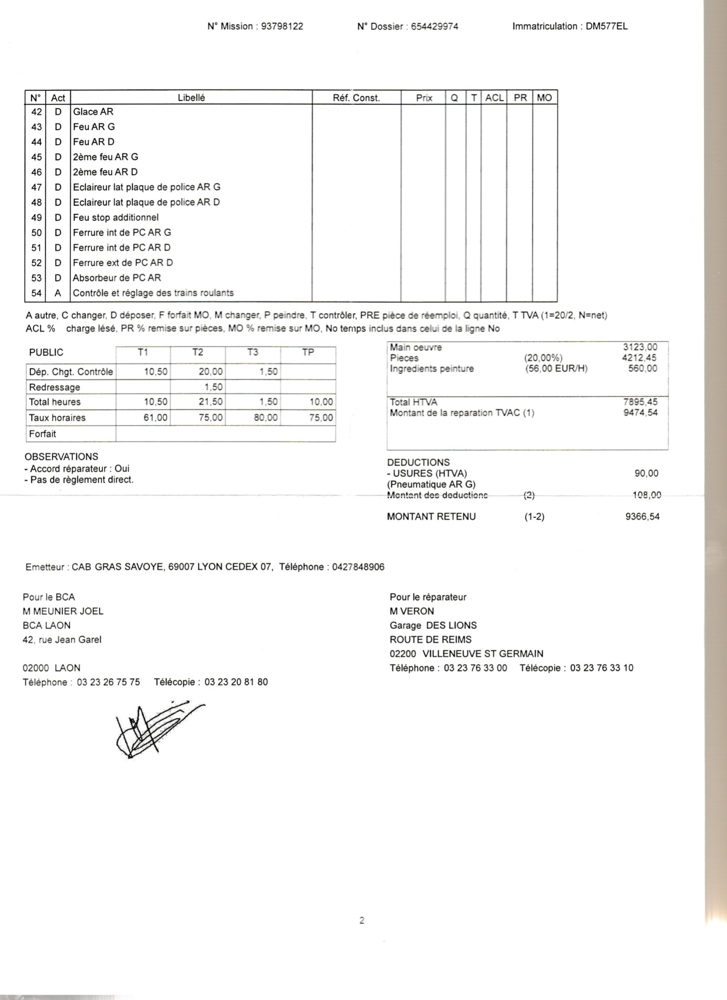 N° Mission : 93798122 N° Dossier : 654429974 Immatriculation : DM577EL
N° Act Libellé Réf. Const. Prix Q T ACL PR MO
42 D Glace AR
43 D Feu AR G
44 D Feu AR D
45 D 2ème feu AR G
46 D 2ème feu AR D
47 D Eclaireur lat plaque de police AR G
48 D Eclaireur lat plaque de police AR D
49 D Feu stop additionnel
50 D Ferrure int de PC AR G
51 D Ferrure int de PC AR D
52 D Ferrure ext de PC AR D
53 D Absorbeur de PC AR
54 A Contrôle et réglage des trains roulants
A autre, C changer, D déposer, F forfait MO, M changer, P peindre, T contrôler, PRE pièce de réemploi, Q quantité, T TVA (1=20/2, N=net)
ACL % charge lésé, PR % remise sur pièces, MO % remise sur MO, No temps inclus dans celui de la ligne No
PUBLIC T1 T2 T3 TP
Dép. Chgt. Contrôle 10,50 20,00 1,50
Redressage 1,50
Total heures 10,50 21,50 1,50 10,00
Taux horaires 61,00 75,00 80,00 75,00
Forfait
Main oeuvre 3123,00
Pieces (20,00%) 4212,45
Ingredients peinture (56,00 EUR/H) 560,00
Total HTVA 7895,45
Montant de la reparation TVAC (1) 9474,54
OBSERVATIONS
- Accord réparateur : Oui
- Pas de règlement direct.
DEDUCTIONS
- USURES (HTVA) 90,00
(Pneumatique AR G)
Montant des deductions (2) 108,00
MONTANT RETENU (1-2) 9366,54
Emetteur : CAB GRAS SAVOYE, 69007 LYON CEDEX 07, Téléphone : 0427848906
Pour le BCA
M MEUNIER JOEL
BCA LAON
42, rue Jean Garel
02000 LAON
Téléphone : 03 23 26 75 75 Télécopie : 03 23 20 81 80
Pour le réparateur
M VERON
Garage DES LIONS
ROUTE DE REIMS
02200 VILLENEUVE ST GERMAIN
Téléphone : 03 23 76 33 00 Télécopie : 03 23 76 33 10
2